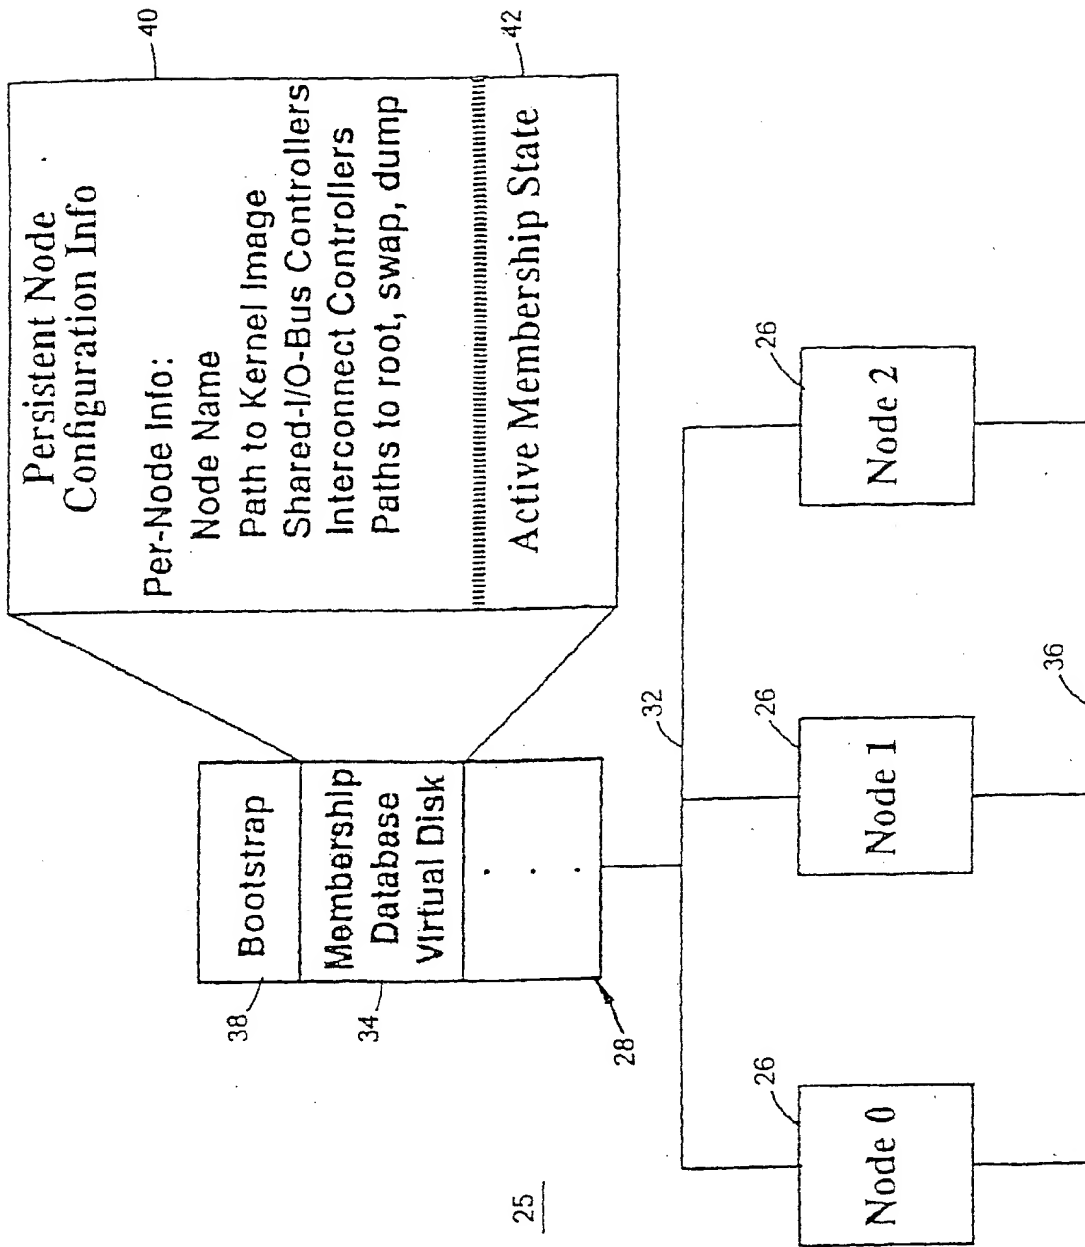 Persistent Node
Configuration Info
Per-Node Info:
Node Name
Path to Kernel Image
Shared-I/O-Bus Controllers
Interconnect Controllers
Paths to root, swap, dump
40
Active Membership State
42
Bootstrap
38
Membership
Database
Virtual Disk
34
.
.
.
28
32
25
26
Node 0
26
Node 1
26
Node 2
36